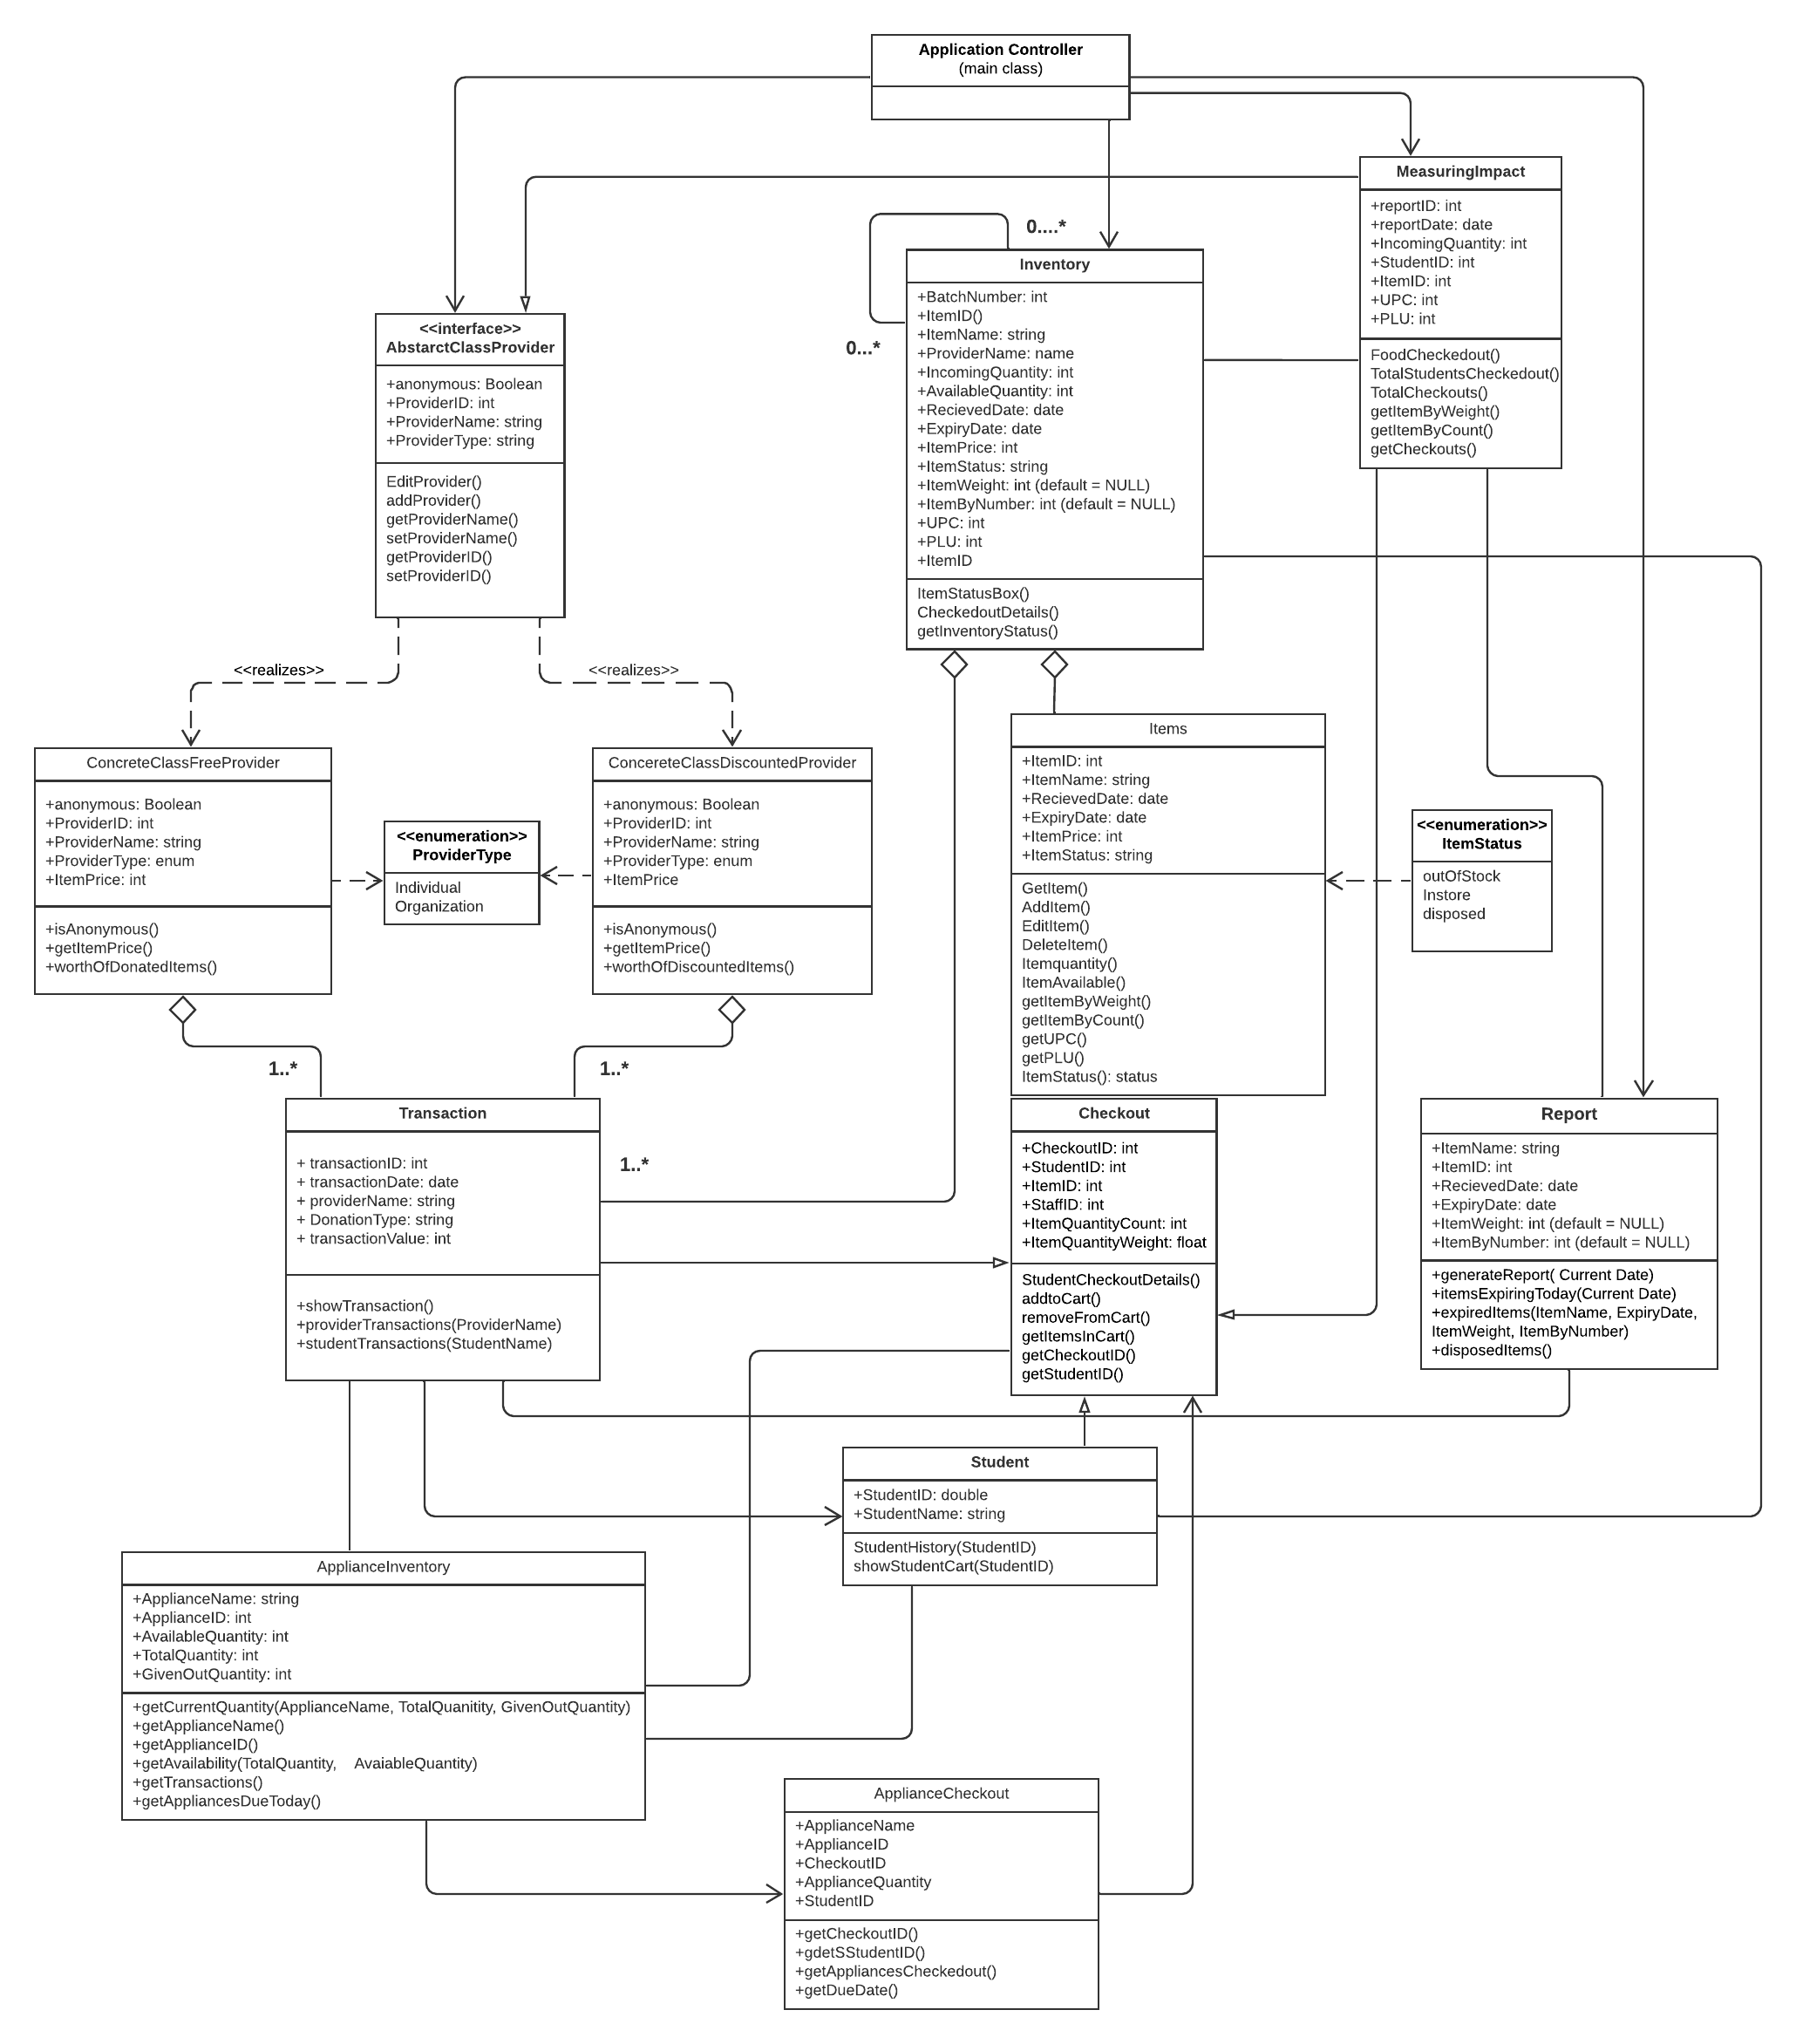 Application Controller
(main class)
MeasuringImpact
+reportID: int
+reportDate: date
+IncomingQuantity: int
+StudentID: int
+ItemID: int
+UPC: int
+PLU: int
FoodCheckedout()
TotalStudentsCheckedout()
TotalCheckouts()
getItemByWeight()
getItemByCount()
getCheckouts()
0....*
0...*
Inventory
+BatchNumber: int
+ItemID()
+ItemName: string
+ProviderName: name
+IncomingQuantity: int
+AvailableQuantity: int
+RecievedDate: date
+ExpiryDate: date
+ItemPrice: int
+ItemStatus: string
+ItemWeight: int (default = NULL)
+ItemByNumber: int (default = NULL)
+UPC: int
+PLU: int
+ItemID
ItemStatusBox()
CheckedoutDetails()
getInventoryStatus()
<<interface>>
AbstarctClassProvider
+anonymous: Boolean
+ProviderID: int
+ProviderName: string
+ProviderType: string
EditProvider()
addProvider()
getProviderName()
setProviderName()
getProviderID()
setProviderID()
<<realizes>>
<<realizes>>
ConcreteClassFreeProvider
+anonymous: Boolean
+ProviderID: int
+ProviderName: string
+ProviderType: enum
+ItemPrice: int
+isAnonymous()
+getItemPrice()
+worthOfDonatedItems()
<<enumeration>>
ProviderType
Individual
Organization
ConcereteClassDiscountedProvider
+anonymous: Boolean
+ProviderID: int
+ProviderName: string
+ProviderType: enum
+ItemPrice
+isAnonymous()
+getItemPrice()
+worthOfDiscountedItems()
Items
+ItemID: int
+ItemName: string
+RecievedDate: date
+ExpiryDate: date
+ItemPrice: int
+ItemStatus: string
GetItem()
AddItem()
EditItem()
DeleteItem()
Itemquantity()
ItemAvailable()
getItemByWeight()
getItemByCount()
getUPC()
getPLU()
ItemStatus(): status
<<enumeration>>
ItemStatus
outOfStock
Instore
disposed
1..*
1..*
1..*
Transaction
+ transactionID: int
+ transactionDate: date
+ providerName: string
+ DonationType: string
+ transactionValue: int
+showTransaction()
+providerTransactions(ProviderName)
+studentTransactions(StudentName)
Checkout
+CheckoutID: int
+StudentID: int
+ItemID: int
+StaffID: int
+ItemQuantityCount: int
+ItemQuantityWeight: float
StudentCheckoutDetails()
addtoCart()
removeFromCart()
getItemsInCart()
getCheckoutID()
getStudentID()
Report
+ItemName: string
+ItemID: int
+RecievedDate: date
+ExpiryDate: date
+ItemWeight: int (default = NULL)
+ItemByNumber: int (default = NULL)
+generateReport( Current Date)
+itemsExpiringToday(Current Date)
+expiredItems(ItemName, ExpiryDate,
ItemWeight, ItemByNumber)
+disposedItems()
Student
+StudentID: double
+StudentName: string
StudentHistory(StudentID)
showStudentCart(StudentID)
ApplianceInventory
+ApplianceName: string
+ApplianceID: int
+AvailableQuantity: int
+TotalQuantity: int
+GivenOutQuantity: int
+getCurrentQuantity(ApplianceName, TotalQuanitity, GivenOutQuantity)
+getApplianceName()
+getApplianceID()
+getAvailability(TotalQuantity, AvaiableQuantity)
+getTransactions()
+getAppliancesDueToday()
ApplianceCheckout
+ApplianceName
+ApplianceID
+CheckoutID
+ApplianceQuantity
+StudentID
+getCheckoutID()
+gdetSStudentID()
+getAppliancesCheckedout()
+getDueDate()